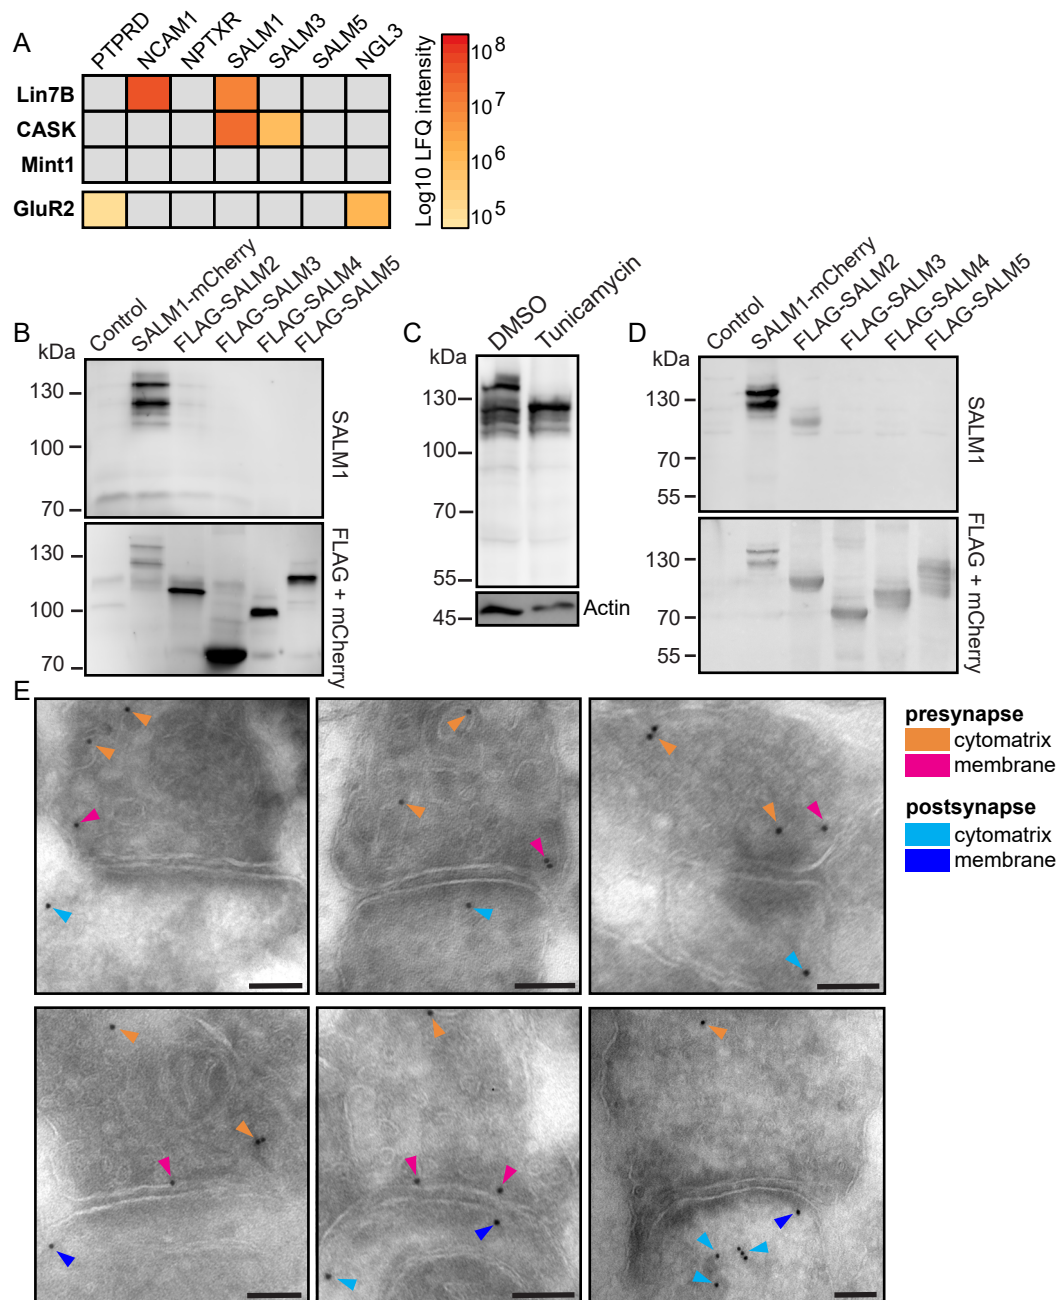 A
PTPRD
NCAM1
NPTXR
SALM1
SALM3
SALM5
NGL3
Lin7B
CASK
Mint1
GluR2
Log10 LFQ intensity
10^8
10^7
10^6
10^5
B
kDa
Control
SALM1-mCherry
FLAG-SALM2
FLAG-SALM3
FLAG-SALM4
FLAG-SALM5
130
100
70
SALM1
130
100
70
FLAG + mCherry
C
kDa
DMSO
Tunicamycin
130
100
70
55
45
Actin
D
kDa
Control
SALM1-mCherry
FLAG-SALM2
FLAG-SALM3
FLAG-SALM4
FLAG-SALM5
130
70
55
SALM1
130
70
55
FLAG + mCherry
E
presynapse
cytomatrix
membrane
postsynapse
cytomatrix
membrane